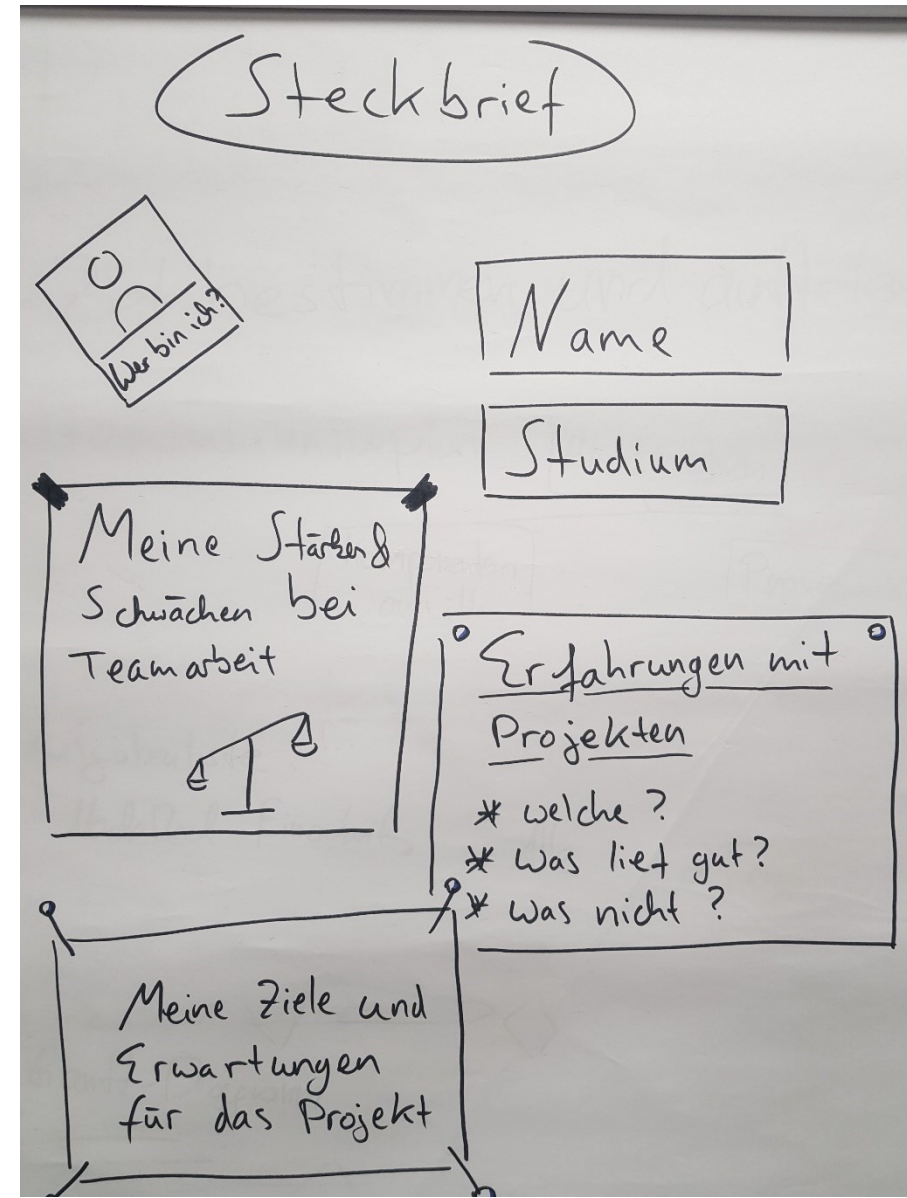 Steckbrief
Wer bin ich?
Name
Studium
Meine Stärken &
Schwächen bei
Teamarbeit
Erfahrungen mit
Projekten
* welche?
* was lief gut?
* was nicht?
Meine Ziele und
Erwartungen
für das Projekt